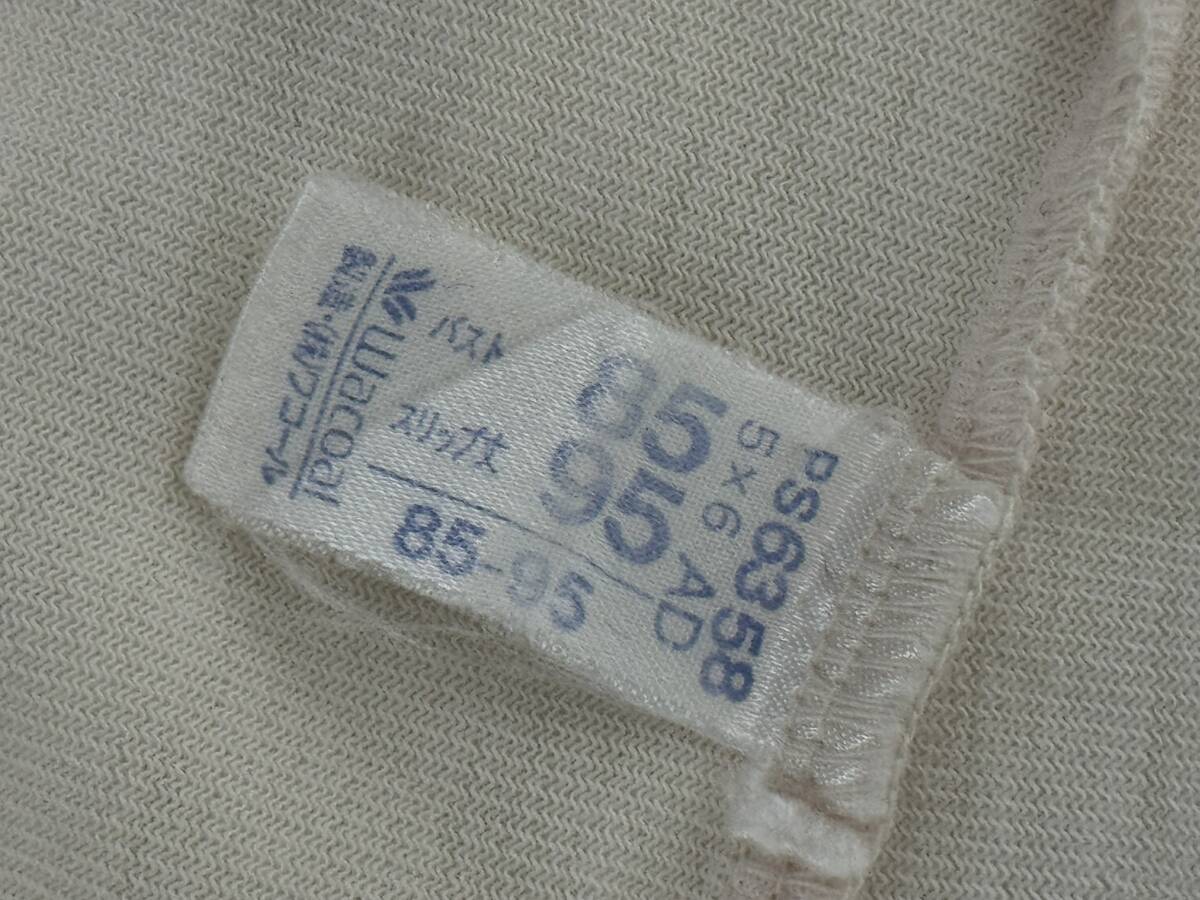 PS6358
5×6 AD
バスト 85
スリップ丈 95
85-95
Wacoal
製造・㈱ワコール